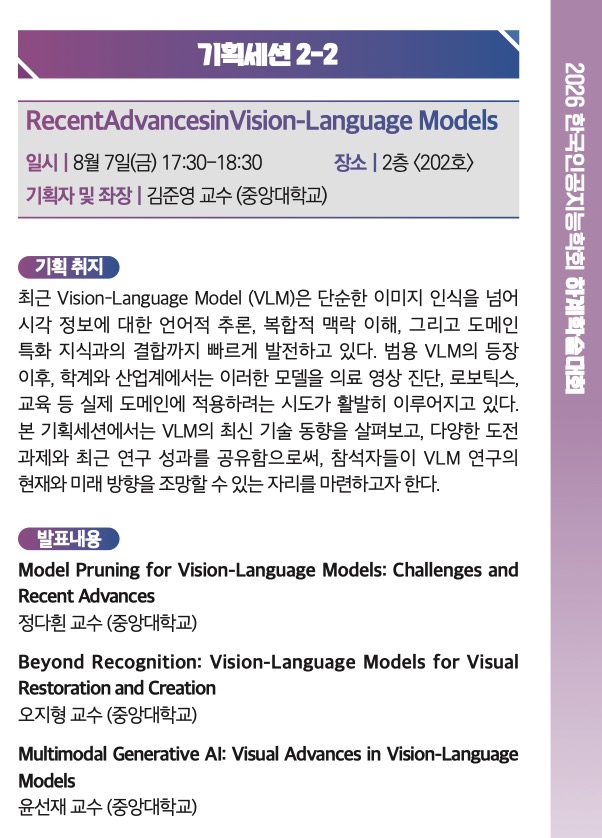 기획세션 2-2
RecentAdvancesinVision-Language Models
일시 | 8월 7일(금) 17:30-18:30 장소 | 2층 <202호>
기획자 및 좌장 | 김준영 교수 (중앙대학교)
기획 취지
최근 Vision-Language Model (VLM)은 단순한 이미지 인식을 넘어
시각 정보에 대한 언어적 추론, 복합적 맥락 이해, 그리고 도메인
특화 지식과의 결합까지 빠르게 발전하고 있다. 범용 VLM의 등장
이후, 학계와 산업계에서는 이러한 모델을 의료 영상 진단, 로보틱스,
교육 등 실제 도메인에 적용하려는 시도가 활발히 이루어지고 있다.
본 기획세션에서는 VLM의 최신 기술 동향을 살펴보고, 다양한 도전
과제와 최근 연구 성과를 공유함으로써, 참석자들이 VLM 연구의
현재와 미래 방향을 조망할 수 있는 자리를 마련하고자 한다.
발표내용
Model Pruning for Vision-Language Models: Challenges and
Recent Advances
정다흰 교수 (중앙대학교)
Beyond Recognition: Vision-Language Models for Visual
Restoration and Creation
오지형 교수 (중앙대학교)
Multimodal Generative AI: Visual Advances in Vision-Language
Models
윤선재 교수 (중앙대학교)
2026 한국인공지능학회 하계학술대회